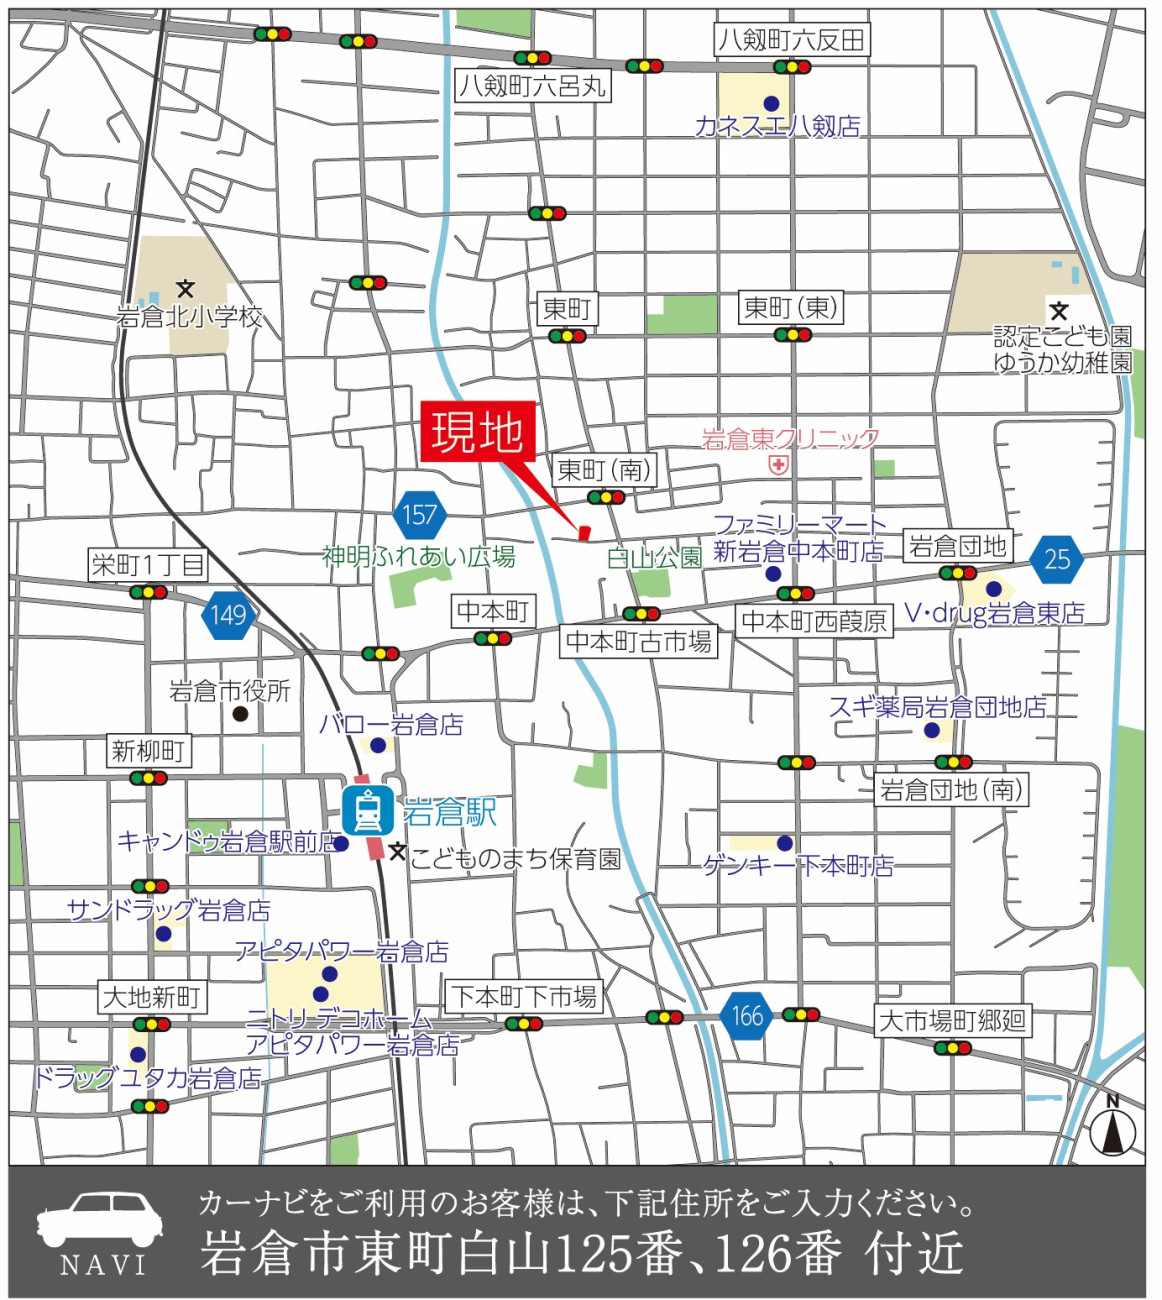 八剱町六反田
八剱町六呂丸
カネスエ八剱店
岩倉北小学校
東町
東町（東）
認定こども園
ゆうか幼稚園
現地
岩倉東クリニック
東町（南）
157
ファミリーマート
新岩倉中本町店
神明ふれあい広場
白山公園
岩倉団地
25
栄町1丁目
149
中本町
中本町古市場
中本町西葭原
V・drug岩倉東店
岩倉市役所
バロー岩倉店
スギ薬局岩倉団地店
新柳町
岩倉団地（南）
岩倉駅
キャンドゥ岩倉駅前店
こどものまち保育園
ゲンキー下本町店
サンドラッグ岩倉店
アピタパワー岩倉店
大地新町
下本町下市場
ニトリ デコホーム
アピタパワー岩倉店
166
大市場町郷廻
ドラッグユタカ岩倉店
N
カーナビをご利用のお客様は、下記住所をご入力ください。
NAVI
岩倉市東町白山125番、126番 付近